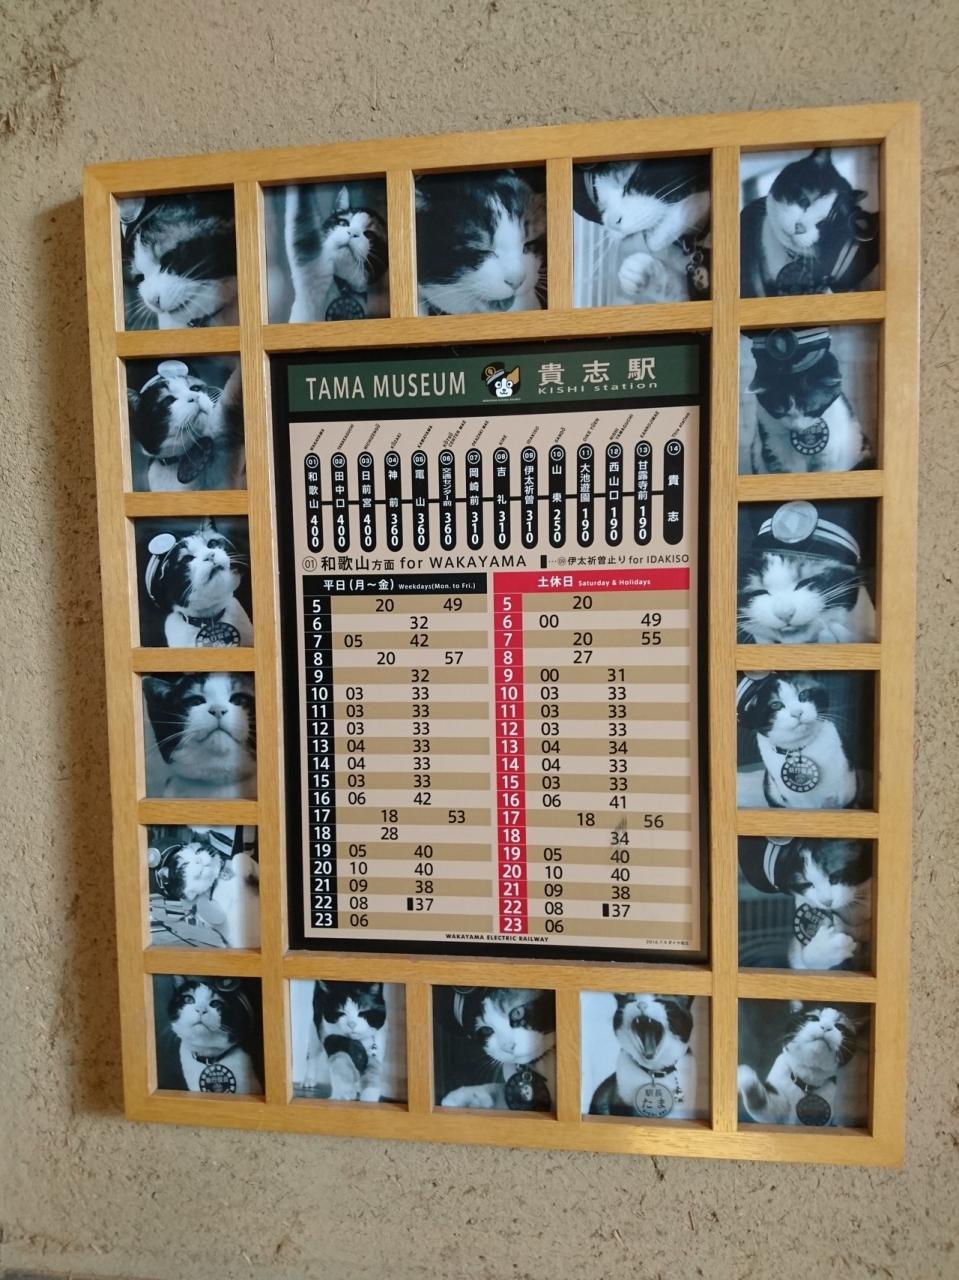 TAMA MUSEUM 貴志駅
KISHI station
01 02 03 04 05 06 07 08 09 10 11 12 13 14
和歌山 田中口 日前宮 神前 竈山 交通センター前 岡崎前 吉礼 伊太祈曽 山東 大池遊園 西山口 甘露寺前 貴志
400 400 400 360 360 360 310 310 310 250 190 190 190
01 和歌山方面 for WAKAYAMA ▮…09伊太祈曽止り for IDAKISO
平日(月〜金) Weekdays(Mon. to Fri.)
5 20 49
6 32
7 05 42
8 20 57
9 32
10 03 33
11 03 33
12 03 33
13 04 33
14 04 33
15 03 33
16 06 42
17 18 53
18 28
19 05 40
20 10 40
21 09 38
22 08 ▮37
23 06
土休日 Saturday & Holidays
5 20
6 00 49
7 20 55
8 27
9 00 31
10 03 33
11 03 33
12 03 33
13 04 34
14 04 33
15 03 33
16 06 41
17 18 56
18 34
19 05 40
20 10 40
21 09 38
22 08 ▮37
23 06
WAKAYAMA ELECTRIC RAILWAY
駅長
たま